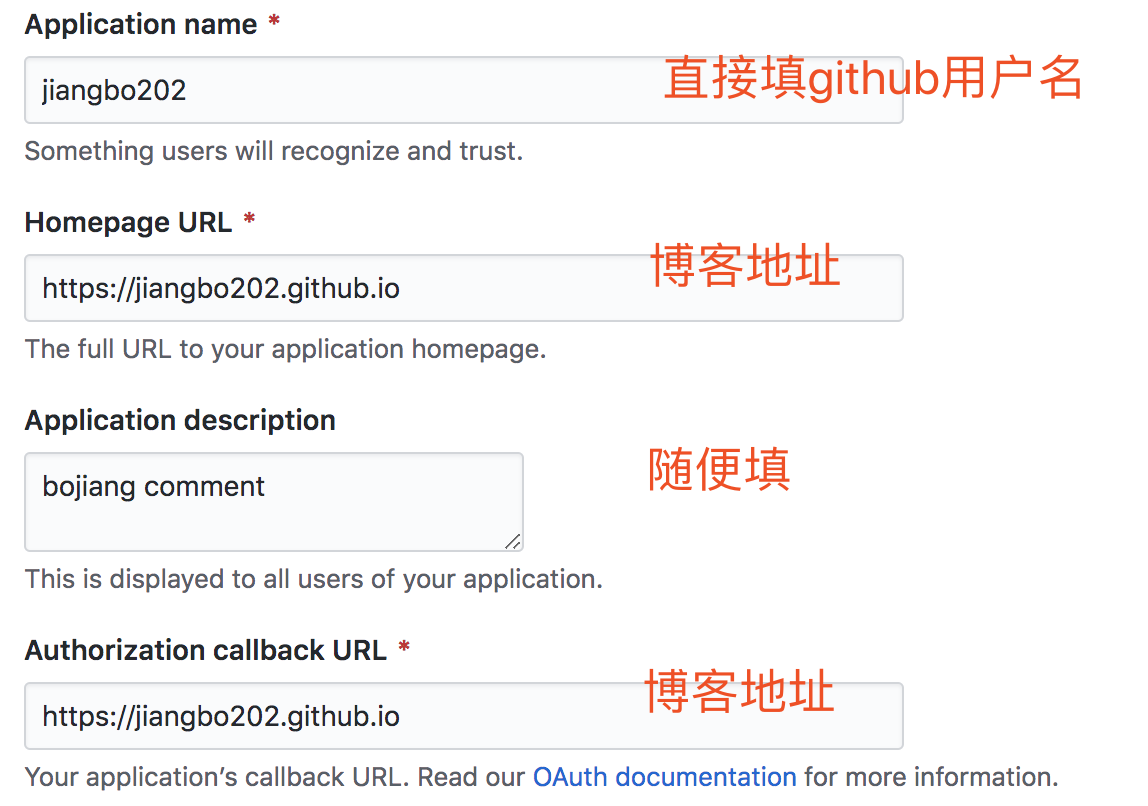 Application name *
直接填github用户名
jiangbo202
Something users will recognize and trust.
Homepage URL *
博客地址
https://jiangbo202.github.io
The full URL to your application homepage.
Application description
随便填
bojiang comment
This is displayed to all users of your application.
Authorization callback URL *
博客地址
https://jiangbo202.github.io
Your application’s callback URL. Read our OAuth documentation for more information.